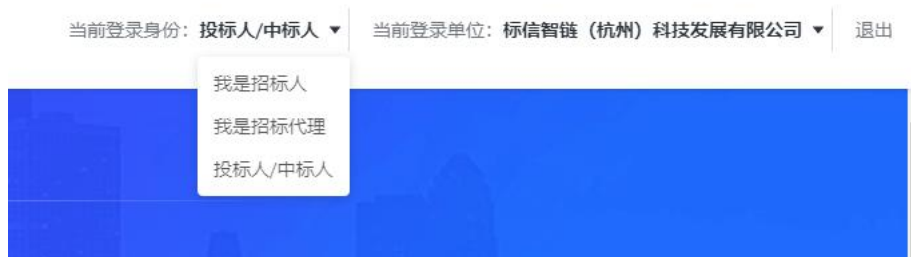 当前登录身份：投标人/中标人 ▼ 当前登录单位：标信智链（杭州）科技发展有限公司 ▼ 退出
我是招标人
我是招标代理
投标人/中标人